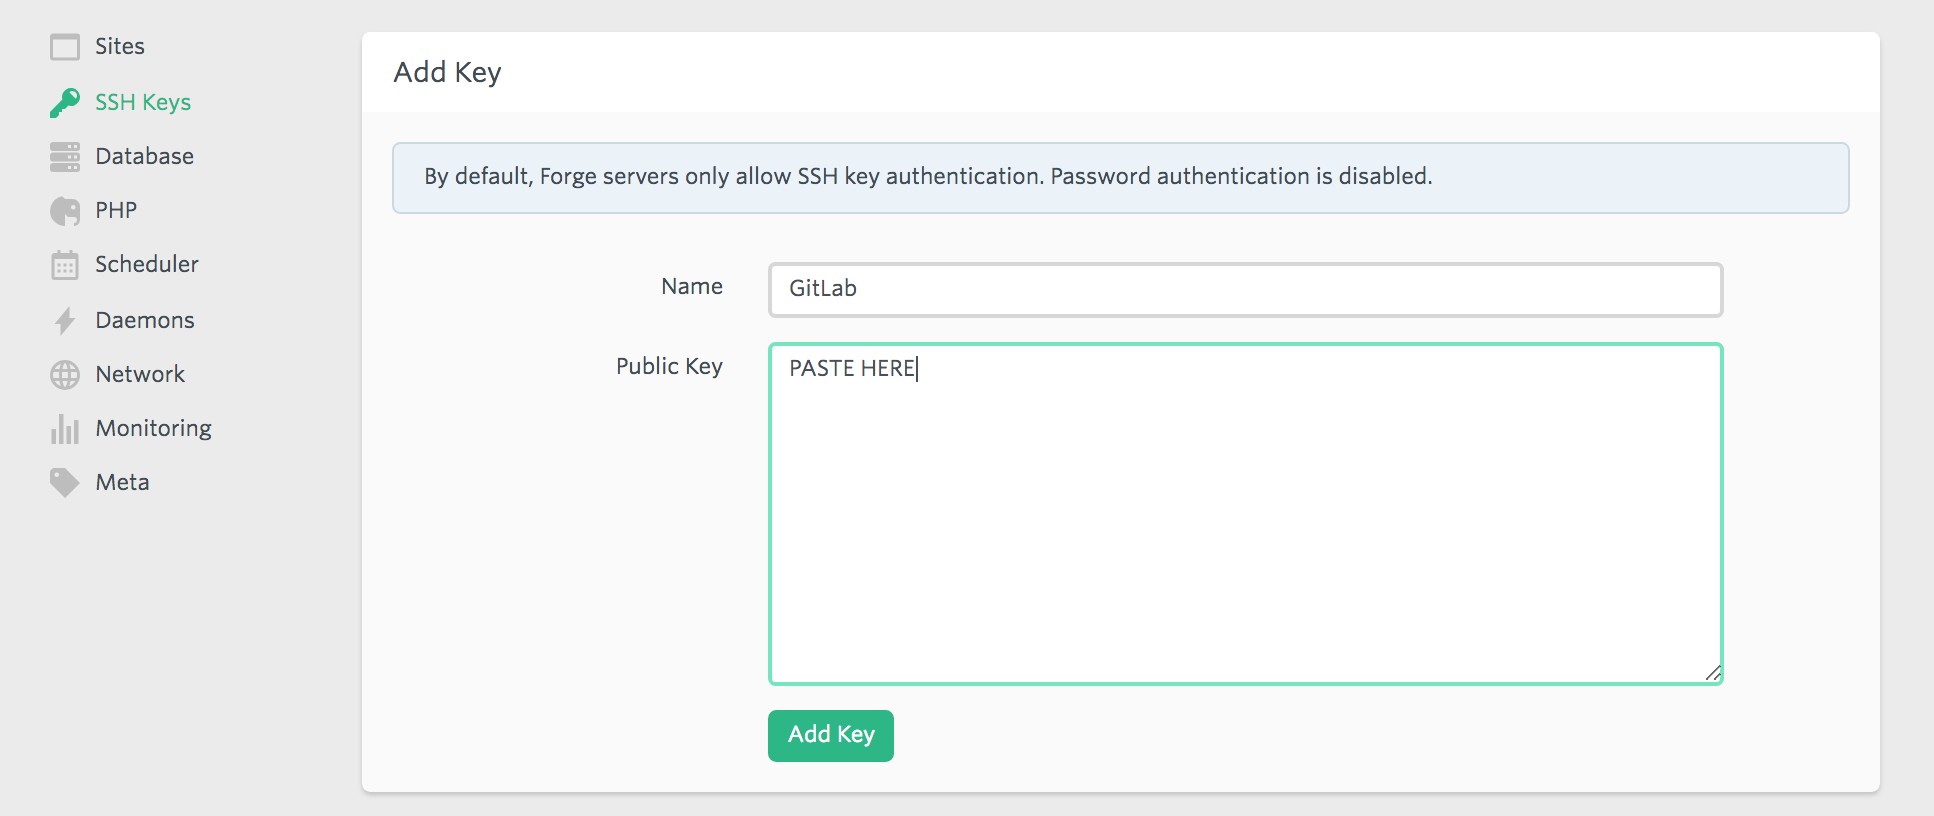 Sites
SSH Keys
Database
PHP
Scheduler
Daemons
Network
Monitoring
Meta
Add Key
By default, Forge servers only allow SSH key authentication. Password authentication is disabled.
Name
GitLab
Public Key
PASTE HERE
Add Key